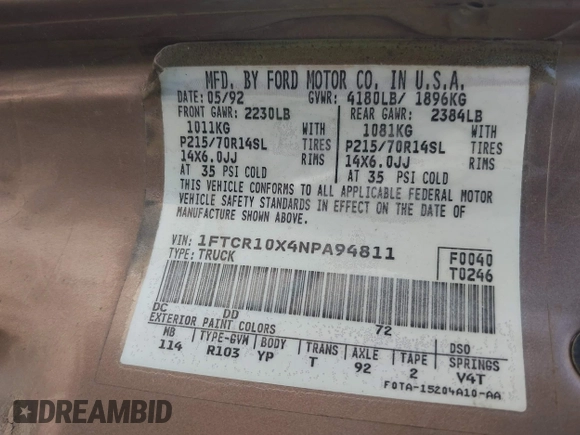 MFD. BY FORD MOTOR CO. IN U.S.A.
DATE: 05/92 GVWR: 4180LB/ 1896KG
FRONT GAWR: 2230LB REAR GAWR: 2384LB
1011KG WITH 1081KG WITH
P215/70R14SL TIRES P215/70R14SL TIRES
14X6.0JJ RIMS 14X6.0JJ RIMS
AT 35 PSI COLD AT 35 PSI COLD
THIS VEHICLE CONFORMS TO ALL APPLICABLE FEDERAL MOTOR
VEHICLE SAFETY STANDARDS IN EFFECT ON THE DATE OF
MANUFACTURE SHOWN ABOVE.
VIN: 1FTCR10X4NPA94811 F0040
TYPE: TRUCK T0246
DC DD 72
EXTERIOR PAINT COLORS DSO
WB TYPE-GVM BODY TRANS AXLE TAPE SPRINGS
114 R103 YP T 92 2 V4T
F0TA-15204A10-AA
DREAMBID